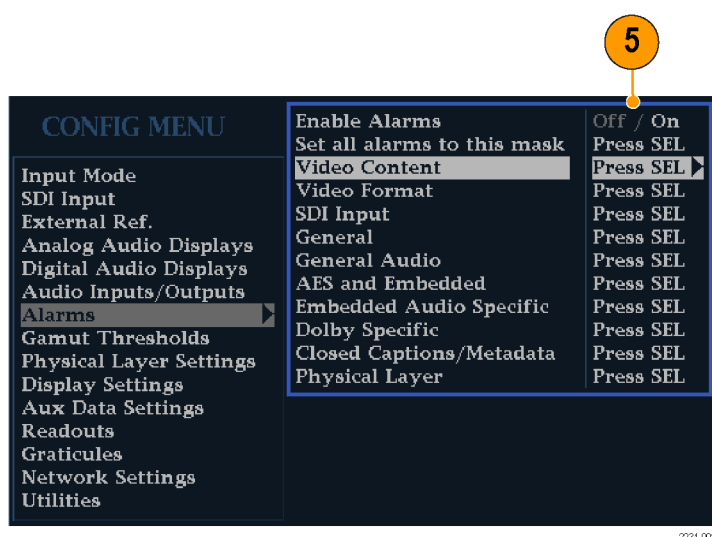 5
CONFIG MENU
Input Mode
SDI Input
External Ref.
Analog Audio Displays
Digital Audio Displays
Audio Inputs/Outputs
Alarms
Gamut Thresholds
Physical Layer Settings
Display Settings
Aux Data Settings
Readouts
Graticules
Network Settings
Utilities
Enable Alarms Off / On
Set all alarms to this mask Press SEL
Video Content Press SEL
Video Format Press SEL
SDI Input Press SEL
General Press SEL
General Audio Press SEL
AES and Embedded Press SEL
Embedded Audio Specific Press SEL
Dolby Specific Press SEL
Closed Captions/Metadata Press SEL
Physical Layer Press SEL